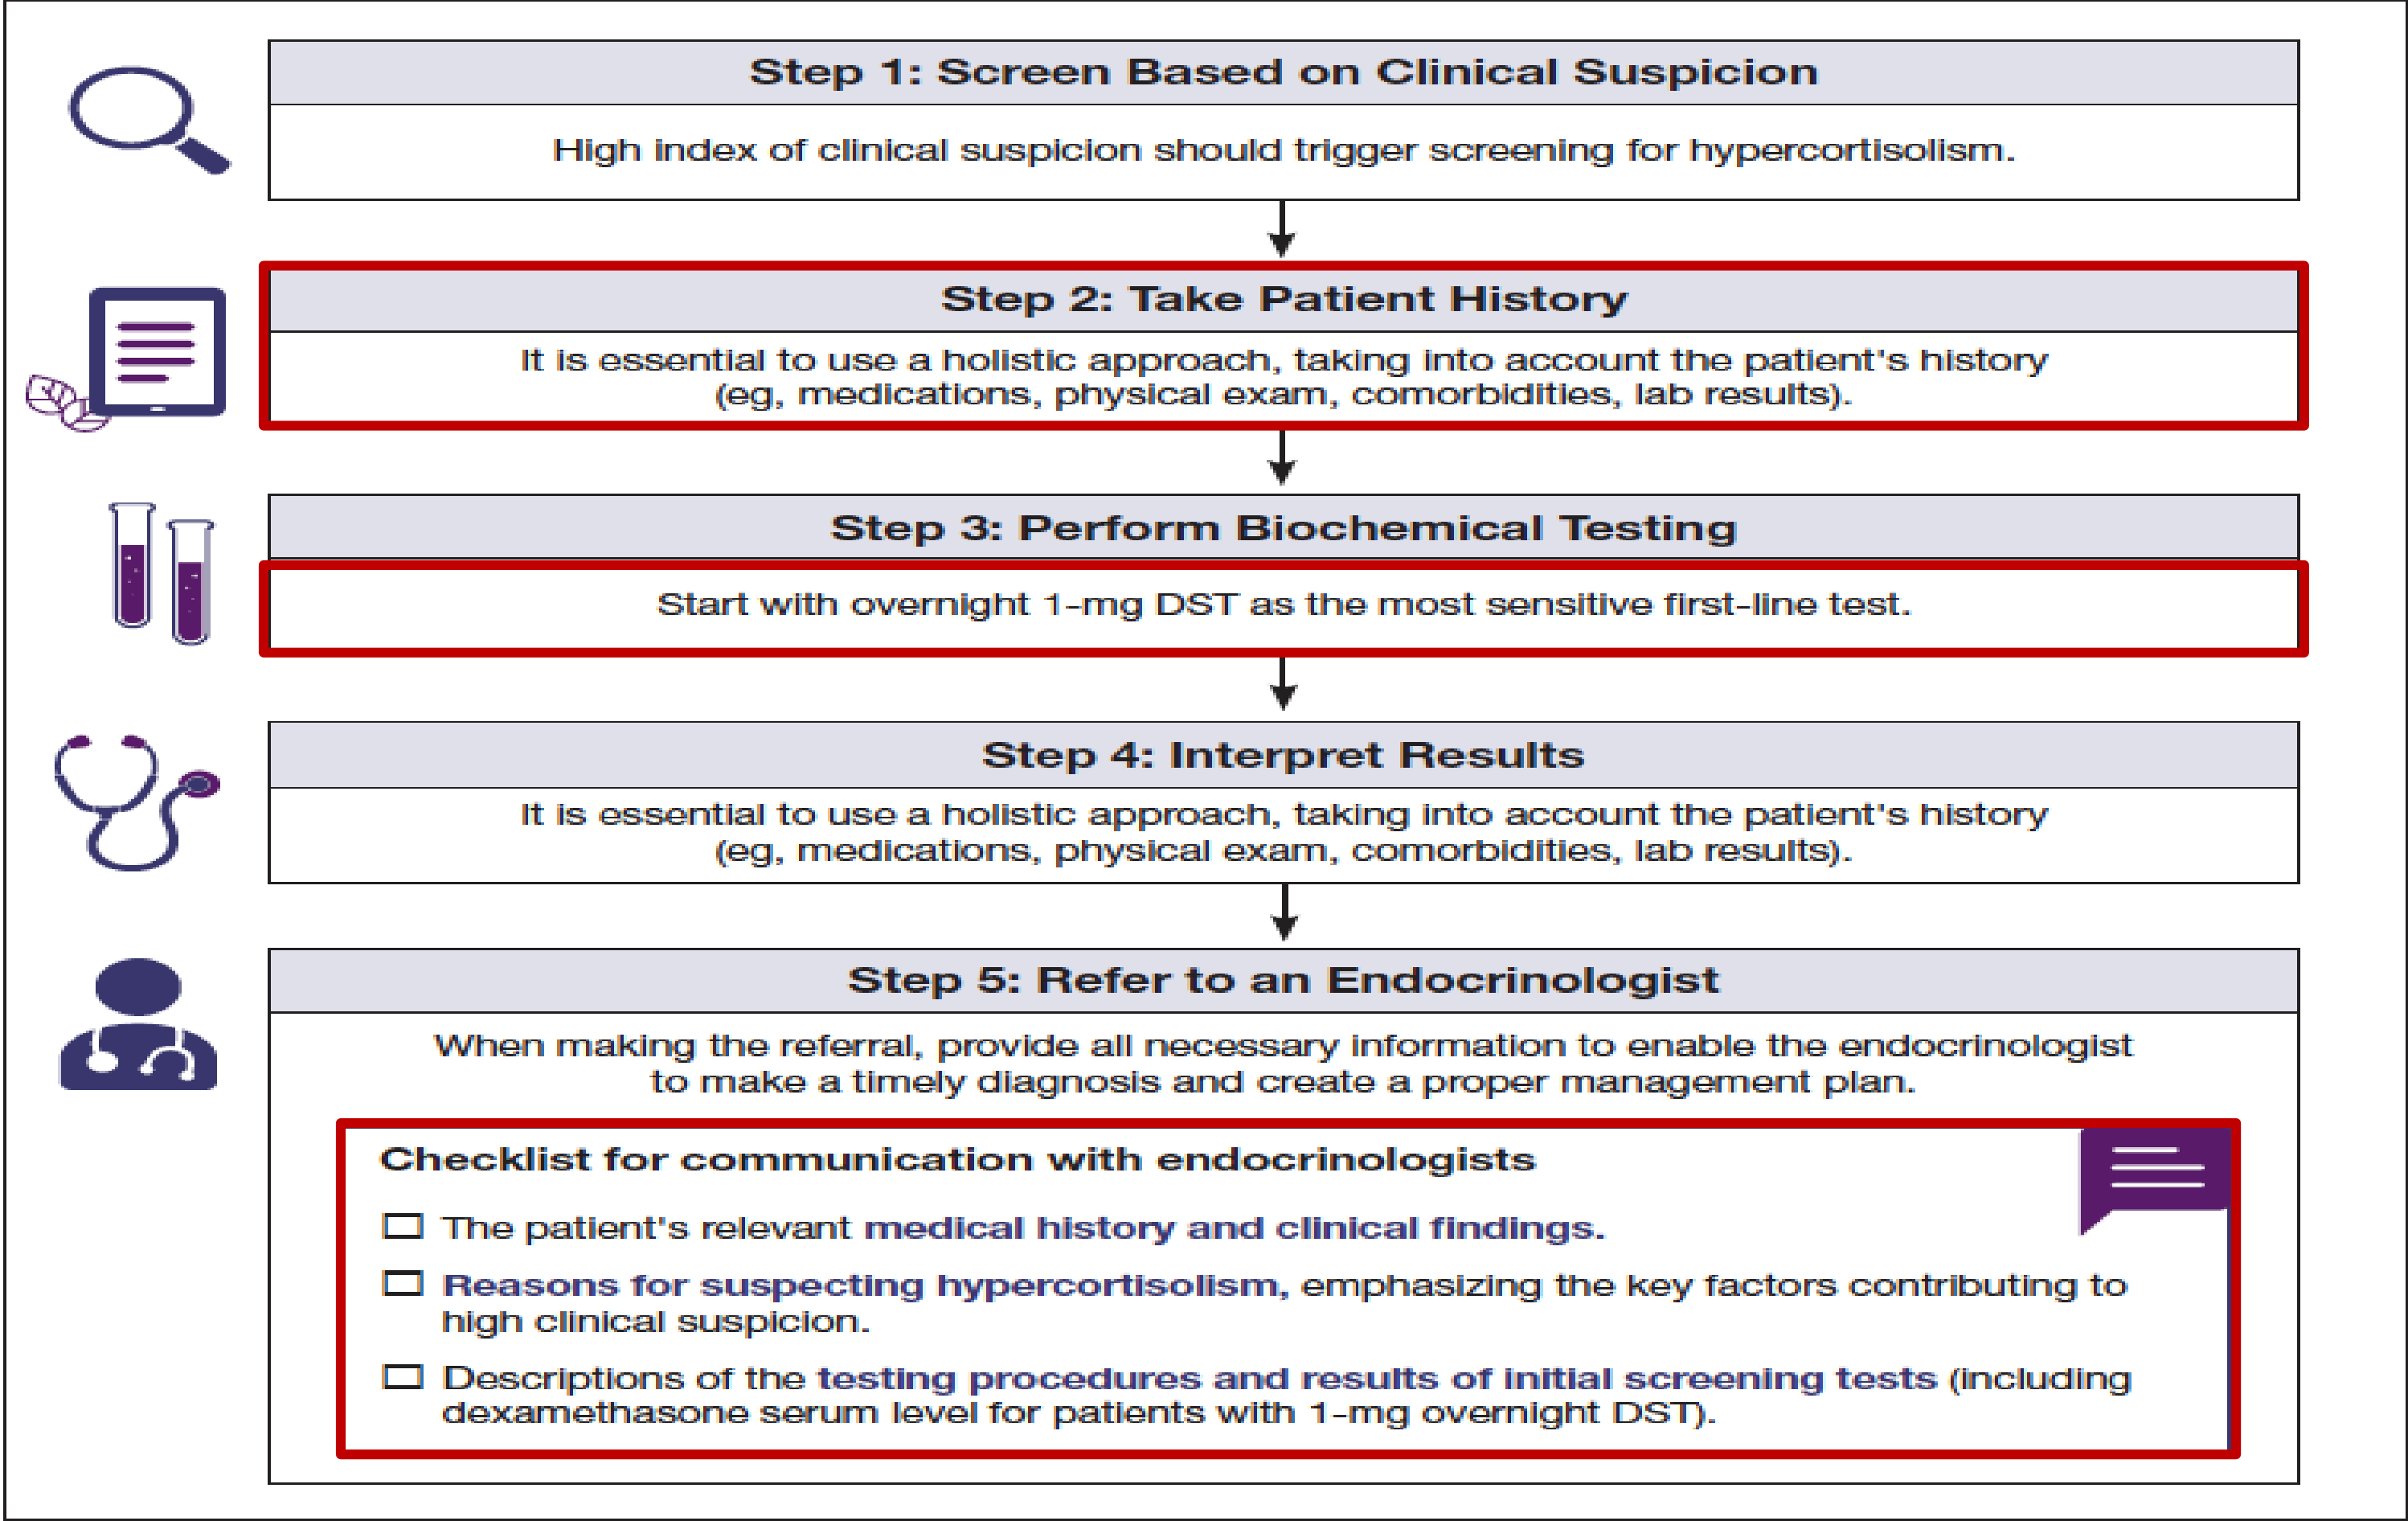 Step 1: Screen Based on Clinical Suspicion
High index of clinical suspicion should trigger screening for hypercortisolism.
Step 2: Take Patient History
It is essential to use a holistic approach, taking into account the patient's history
(eg, medications, physical exam, comorbidities, lab results).
Step 3: Perform Biochemical Testing
Start with overnight 1-mg DST as the most sensitive first-line test.
Step 4: Interpret Results
It is essential to use a holistic approach, taking into account the patient's history
(eg, medications, physical exam, comorbidities, lab results).
Step 5: Refer to an Endocrinologist
When making the referral, provide all necessary information to enable the endocrinologist
to make a timely diagnosis and create a proper management plan.
Checklist for communication with endocrinologists
The patient's relevant medical history and clinical findings.
Reasons for suspecting hypercortisolism, emphasizing the key factors contributing to
high clinical suspicion.
Descriptions of the testing procedures and results of initial screening tests (including
dexamethasone serum level for patients with 1-mg overnight DST).